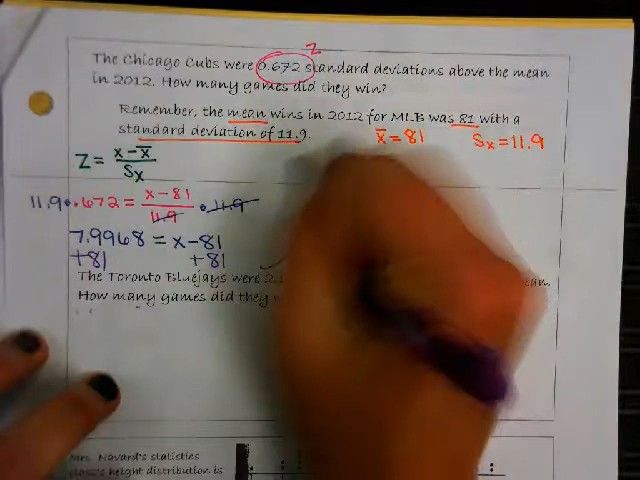 z
The Chicago Cubs were 0.672 standard deviations above the mean
in 2012. How many games did they win?
Remember, the mean wins in 2012 for MLB was 81 with a
standard deviation of 11.9.
x̄ = 81 Sx = 11.9
z = x - x̄ / Sx
11.9 • .672 = x - 81 / 11.9 • 11.9
7.9968 = x - 81
+81 +81
The Toronto Bluejays were
How many games did they
Mrs. Navard's statistics
class's height distribution is